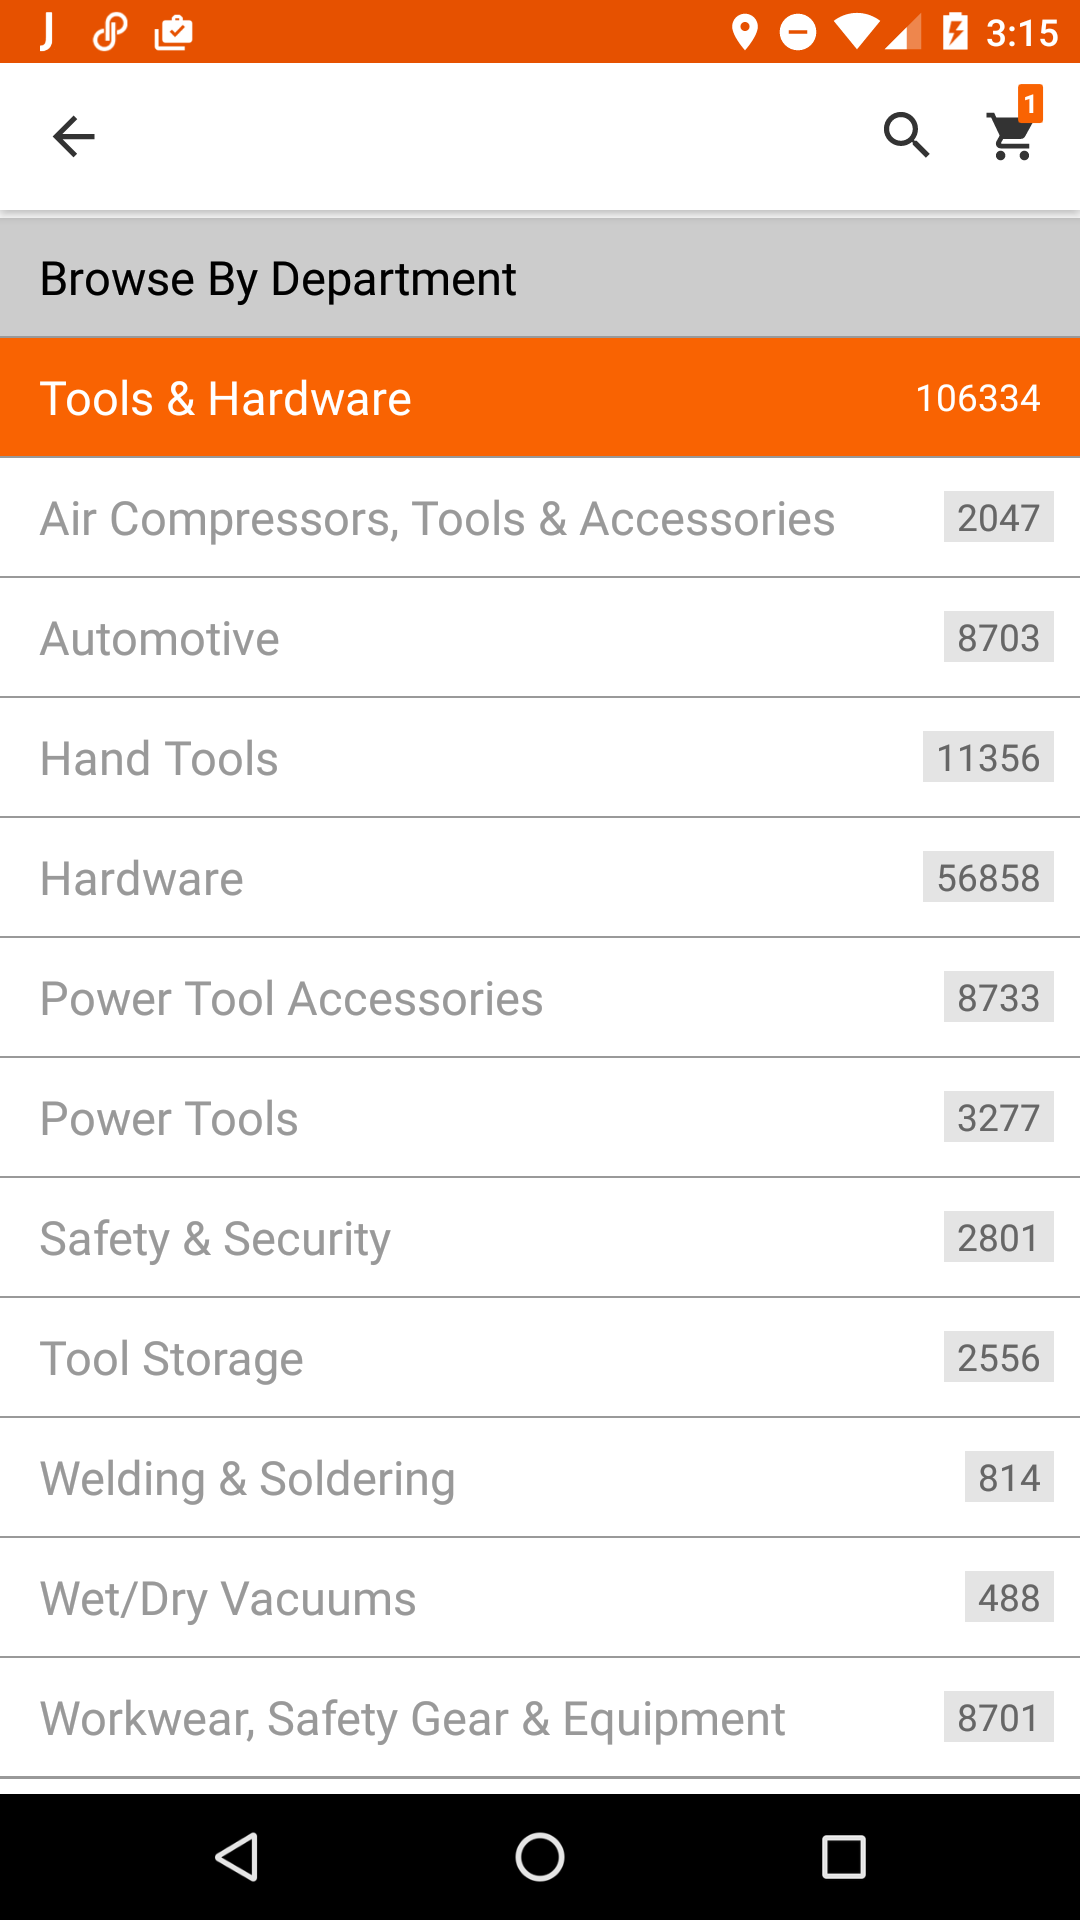 3:15
1
Browse By Department
Tools & Hardware 106334
Air Compressors, Tools & Accessories 2047
Automotive 8703
Hand Tools 11356
Hardware 56858
Power Tool Accessories 8733
Power Tools 3277
Safety & Security 2801
Tool Storage 2556
Welding & Soldering 814
Wet/Dry Vacuums 488
Workwear, Safety Gear & Equipment 8701